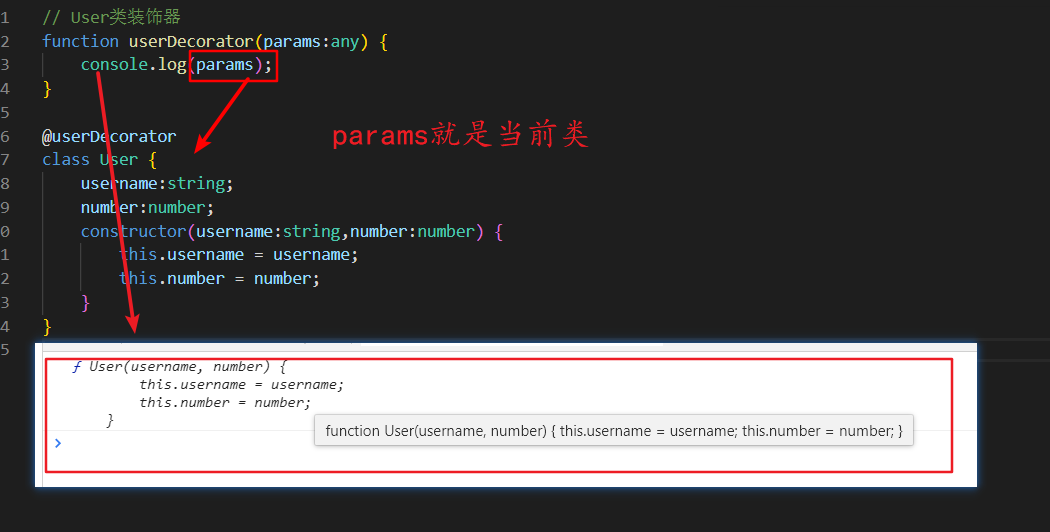 1 // User类装饰器
2 function userDecorator(params:any) {
3 console.log(params);
4 }
5
6 @userDecorator
params就是当前类
7 class User {
8 username:string;
9 number:number;
0 constructor(username:string,number:number) {
1 this.username = username;
2 this.number = number;
3 }
4 }
5
ƒ User(username, number) {
this.username = username;
this.number = number;
}
function User(username, number) { this.username = username; this.number = number; }
>